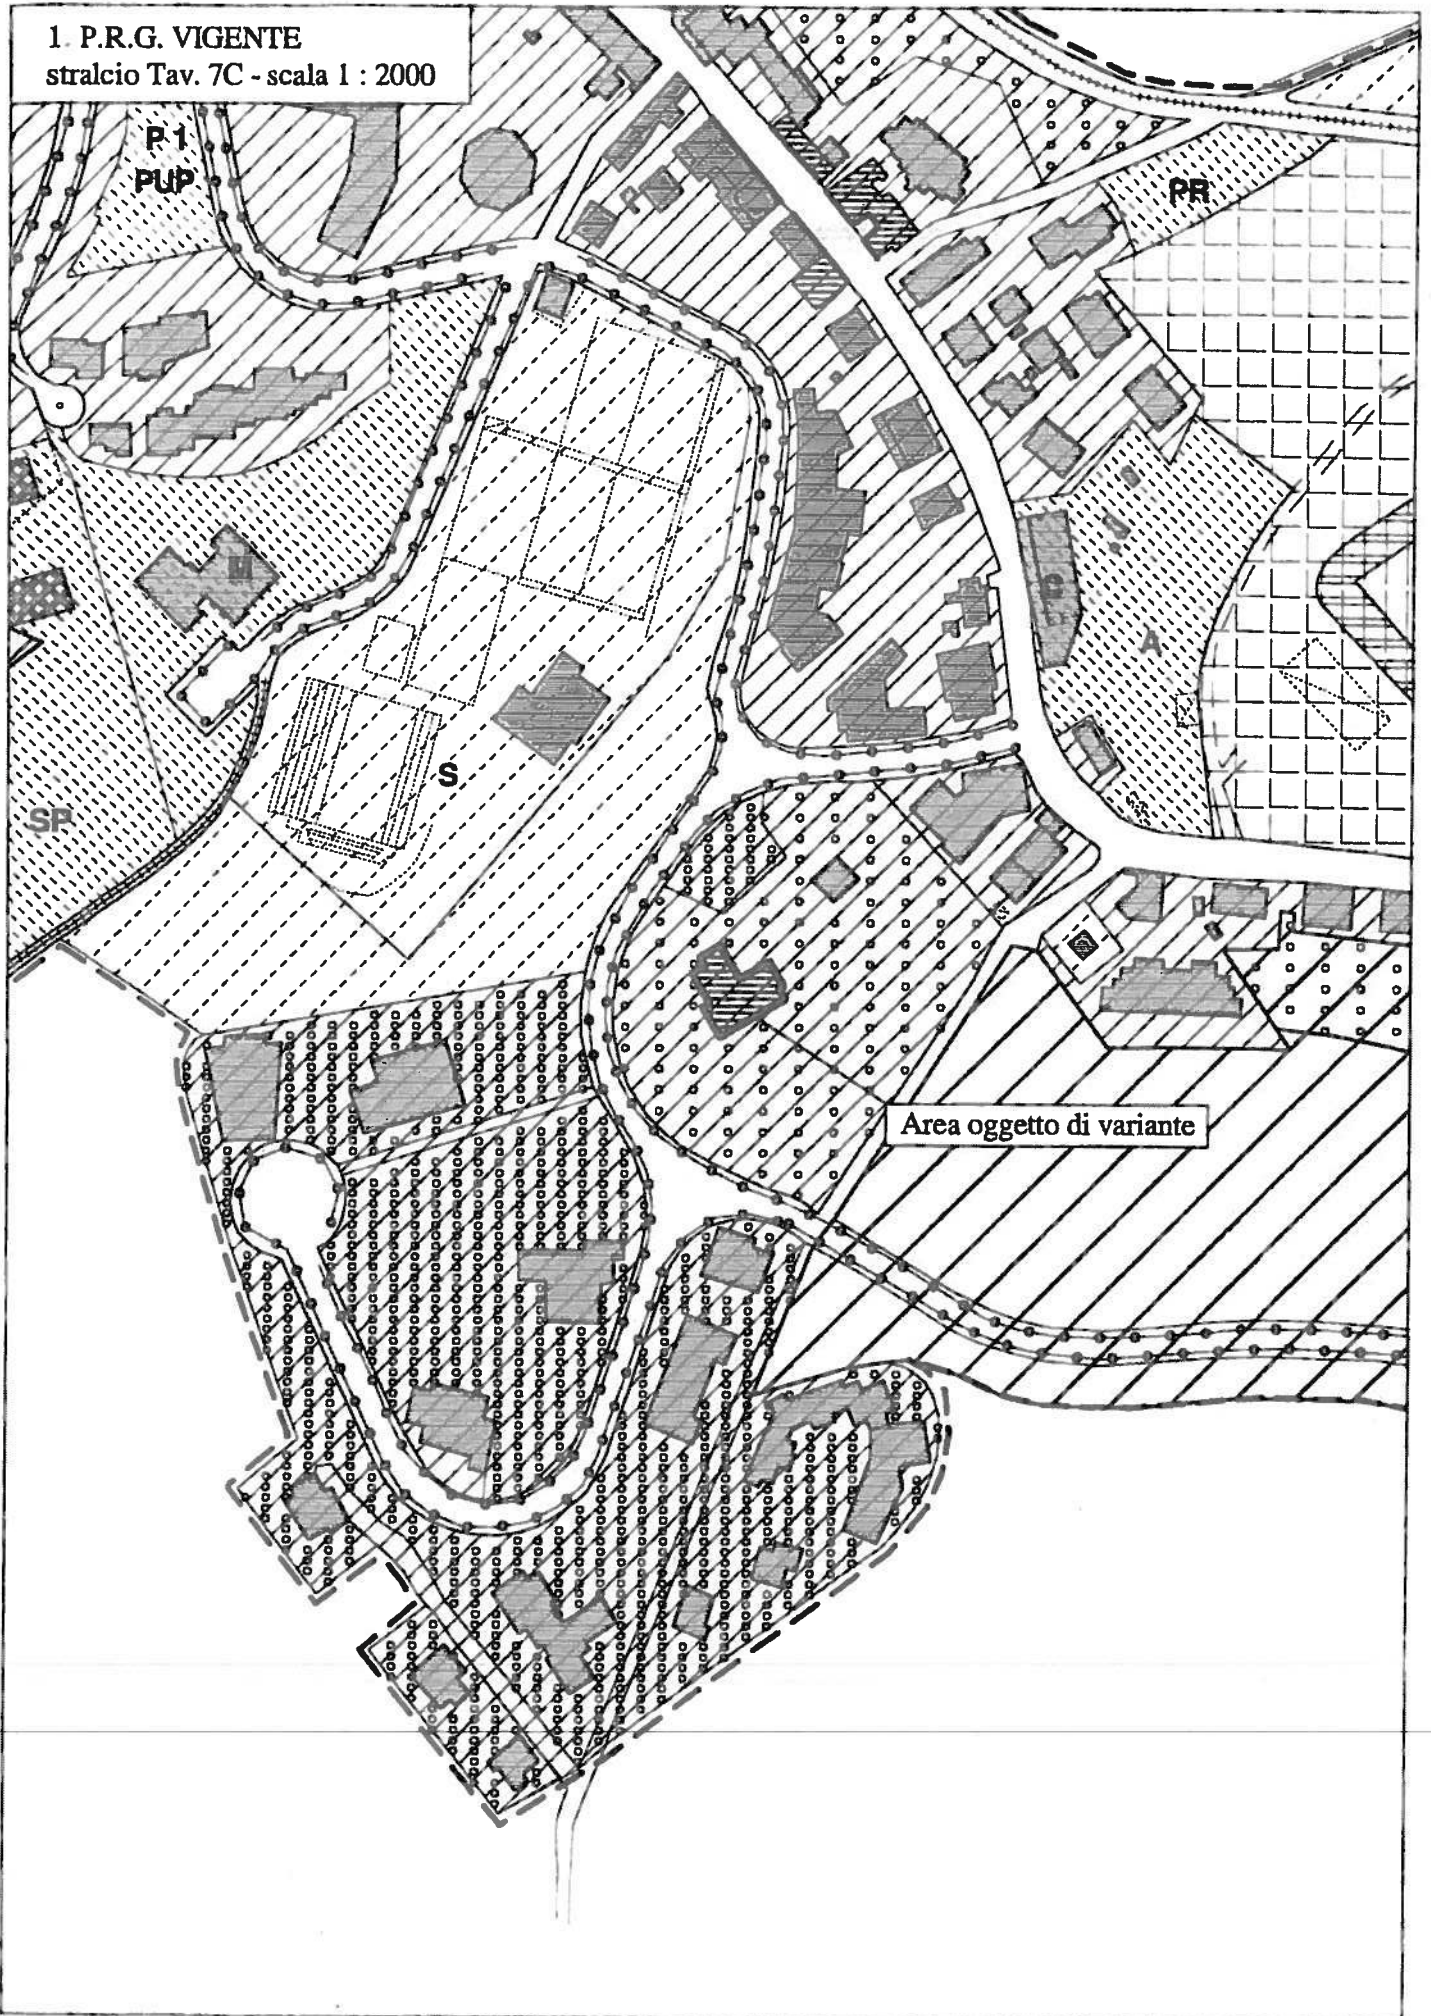 1. P.R.G. VIGENTE
stralcio Tav. 7C - scala 1 : 2000
P 1
PUP
PR
M
C
A
S
SP
Area oggetto di variante